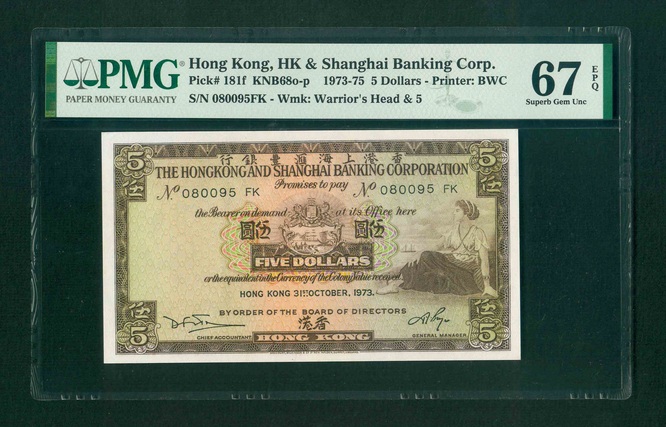 PMG
PAPER MONEY GUARANTY
Hong Kong, HK & Shanghai Banking Corp.
Pick# 181f KNB68o-p 1973-75 5 Dollars - Printer: BWC
S/N 080095FK - Wmk: Warrior's Head & 5
67 EPQ
Superb Gem Unc
5 伍
行銀豐滙海上港香
5 伍
THE HONGKONG AND SHANGHAI BANKING CORPORATION
Promises to pay
No 080095 FK
No 080095 FK
the Bearer on demand at its Office here
圓伍
圓伍
FIVE DOLLARS
or the equivalent in the Currency of the Colony Value received.
HONG KONG 31ST OCTOBER, 1973.
BY ORDER OF THE BOARD OF DIRECTORS
伍 5
港香
伍 5
CHIEF ACCOUNTANT
HONG KONG
GENERAL MANAGER